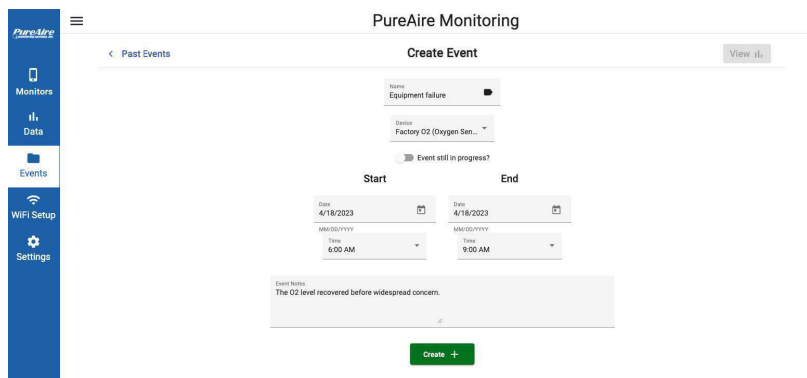 PureAire
PureAire Monitoring
Past Events
Create Event
View
Monitors
Data
Events
WiFi Setup
Settings
Name
Equipment failure
Device
Factory O2 (Oxygen Sen...
Event still in progress?
Start
End
Date
4/18/2023
MM/DD/YYYY
Time
6:00 AM
Date
4/18/2023
MM/DD/YYYY
Time
9:00 AM
Event Notes
The O2 level recovered before widespread concern.
Create +